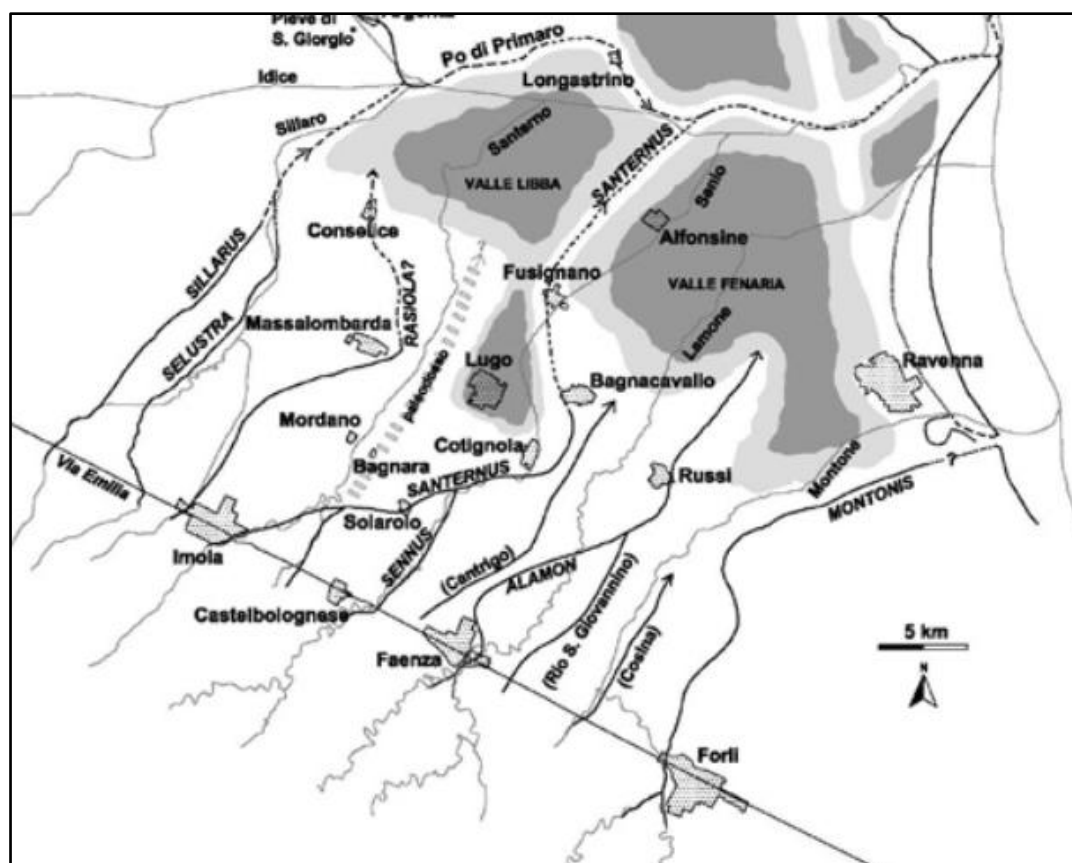 Pieve di
S. Giorgio
Po di Primaro
Idice
Longastrino
Sillaro
Santerno
SANTERNUS
VALLE LIBBA
Senio
Alfonsine
Conselice
SILLARUS
Fusignano
VALLE FENARIA
RASIOLA?
Massalombarda
SELUSTRA
Lamone
Ravenna
Lugo
Bagnacavallo
paleodosso
Mordano
Cotignola
Bagnara
Via Emilia
SANTERNUS
Russi
Montone
MONTONIS
Solarolo
Imola
SENNUS
(Cantrigo)
ALAMON
(Rio S. Giovannino)
(Cosina)
5 km
N
Castelbolognese
Faenza
Forlì